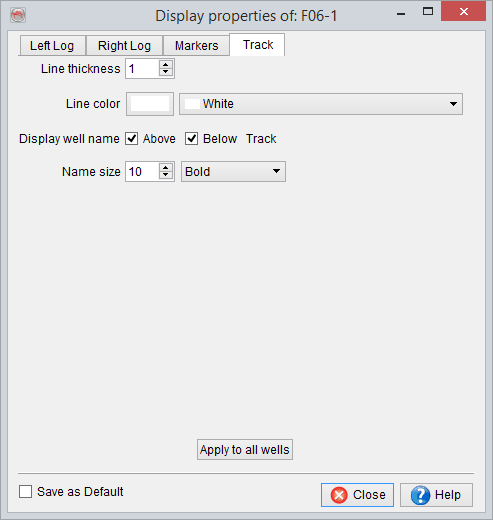 Display properties of: F06-1
Left Log Right Log Markers Track
Line thickness 1
Line color White
Display well name Above Below Track
Name size 10 Bold
Apply to all wells
Save as Default Close Help